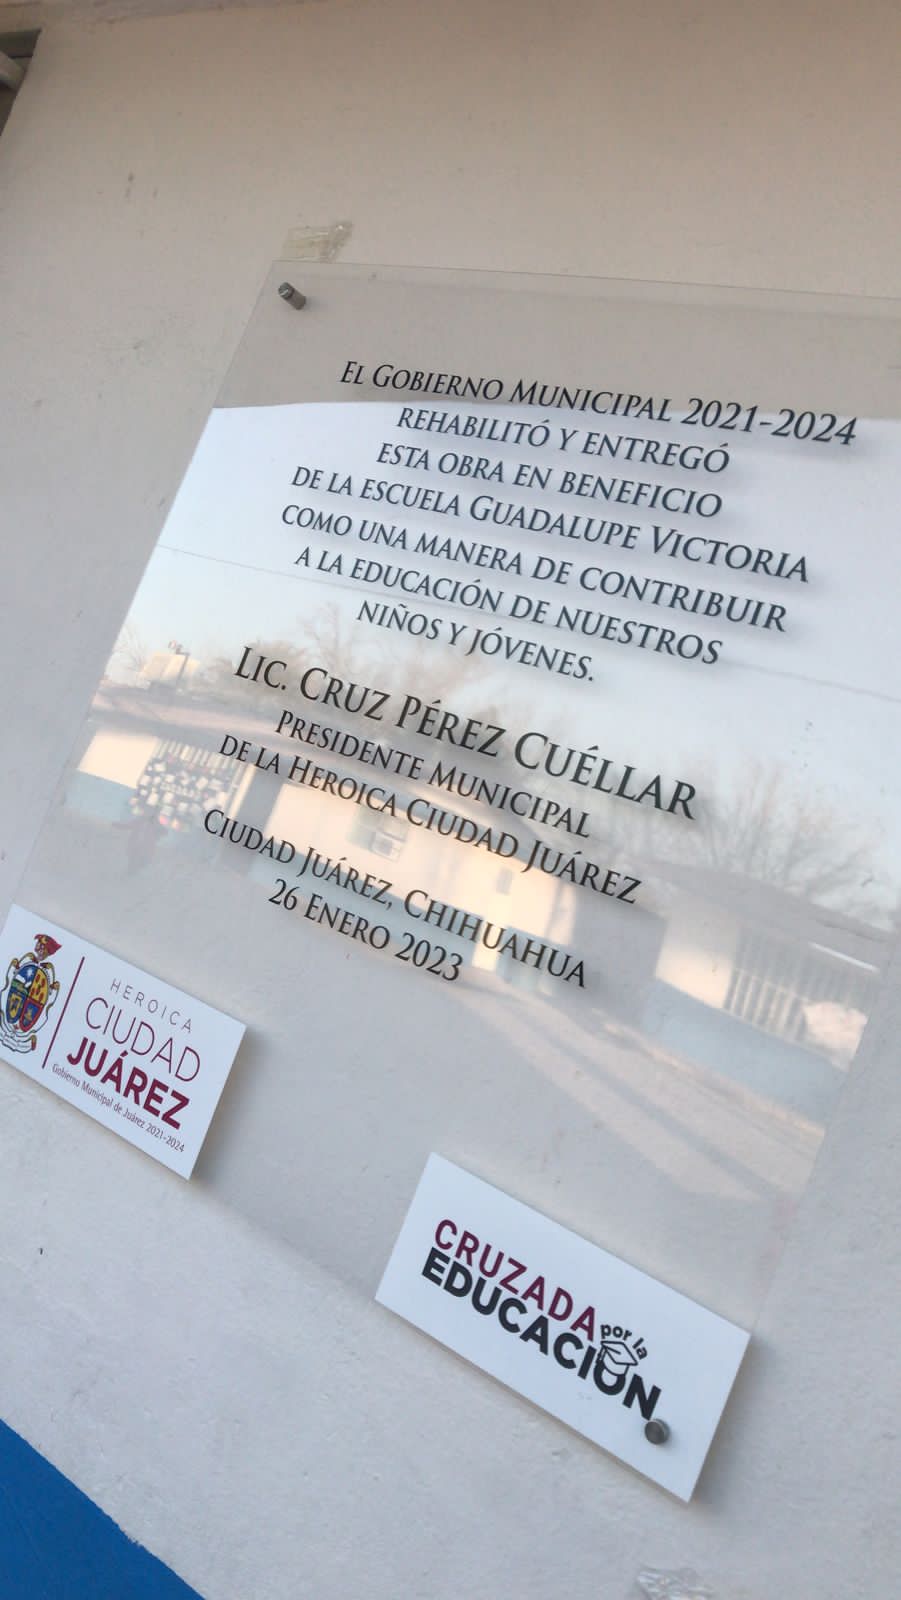 EL GOBIERNO MUNICIPAL 2021-2024
REHABILITÓ Y ENTREGÓ
ESTA OBRA EN BENEFICIO
DE LA ESCUELA GUADALUPE VICTORIA
COMO UNA MANERA DE CONTRIBUIR
A LA EDUCACIÓN DE NUESTROS
NIÑOS Y JÓVENES.
LIC. CRUZ PÉREZ CUÉLLAR
PRESIDENTE MUNICIPAL
DE LA HEROICA CIUDAD JUÁREZ
CIUDAD JUÁREZ, CHIHUAHUA
26 ENERO 2023
HEROICA
CIUDAD
JUÁREZ
Gobierno Municipal de Juárez 2021-2024
CRUZADA
por la
EDUCACIÓN